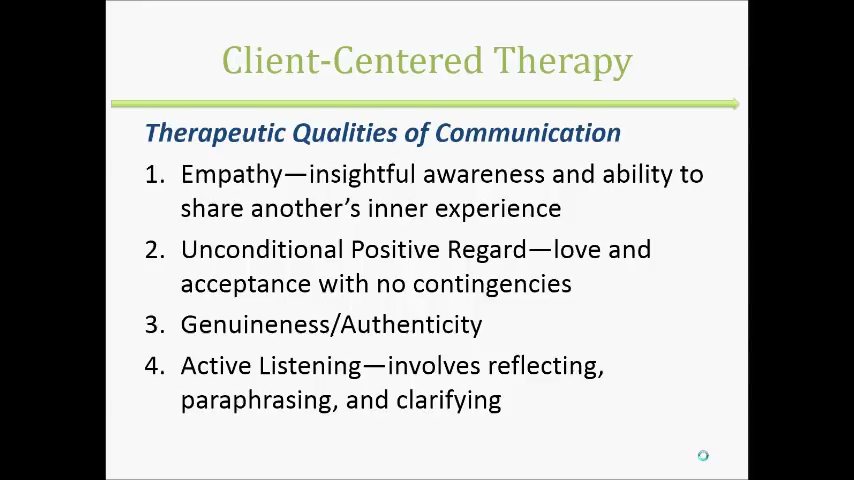 Client-Centered Therapy
Therapeutic Qualities of Communication
1. Empathy—insightful awareness and ability to
share another's inner experience
2. Unconditional Positive Regard—love and
acceptance with no contingencies
3. Genuineness/Authenticity
4. Active Listening—involves reflecting,
paraphrasing, and clarifying